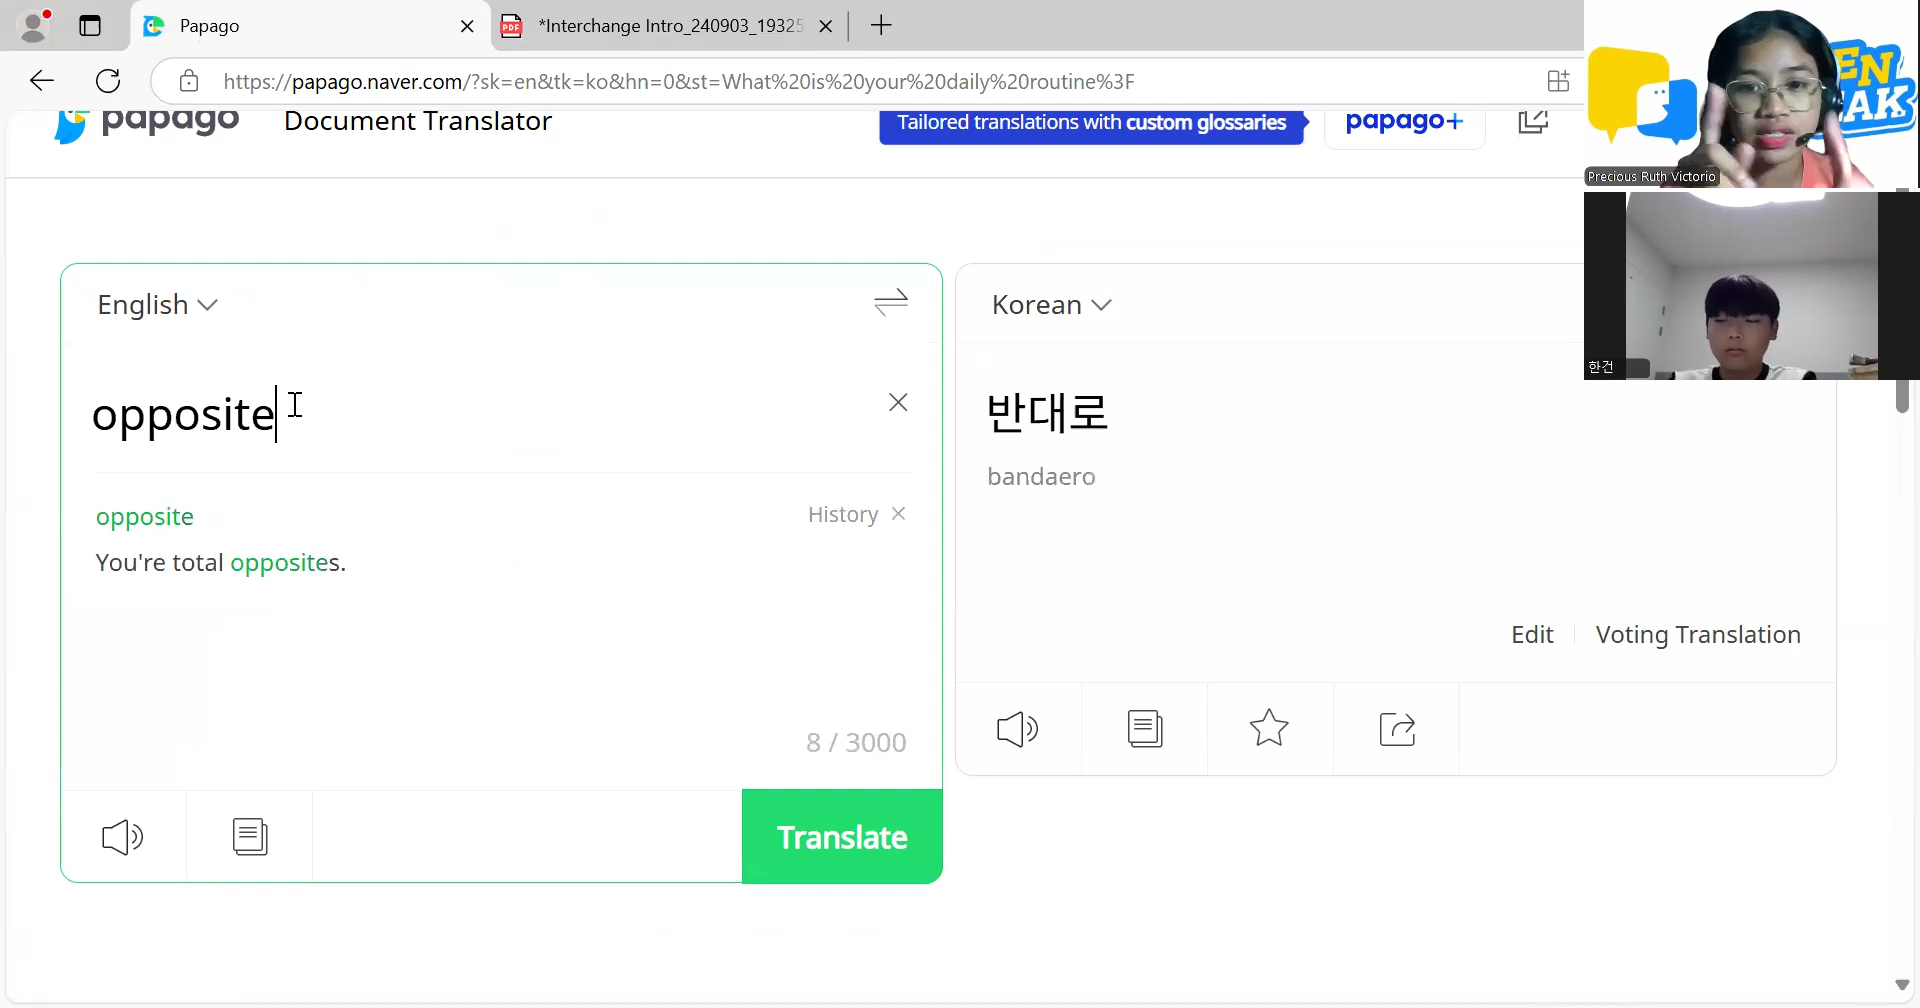 Papago
*Interchange Intro_240903_19325
https://papago.naver.com/?sk=en&tk=ko&hn=0&st=What%20is%20your%20daily%20routine%3F
papago
Document Translator
Tailored translations with custom glossaries
papago+
EN
EAK
Precious Ruth Victorio
한건
English
Korean
opposite
반대로
bandaero
opposite
History
You're total opposites.
Edit
Voting Translation
8 / 3000
Translate